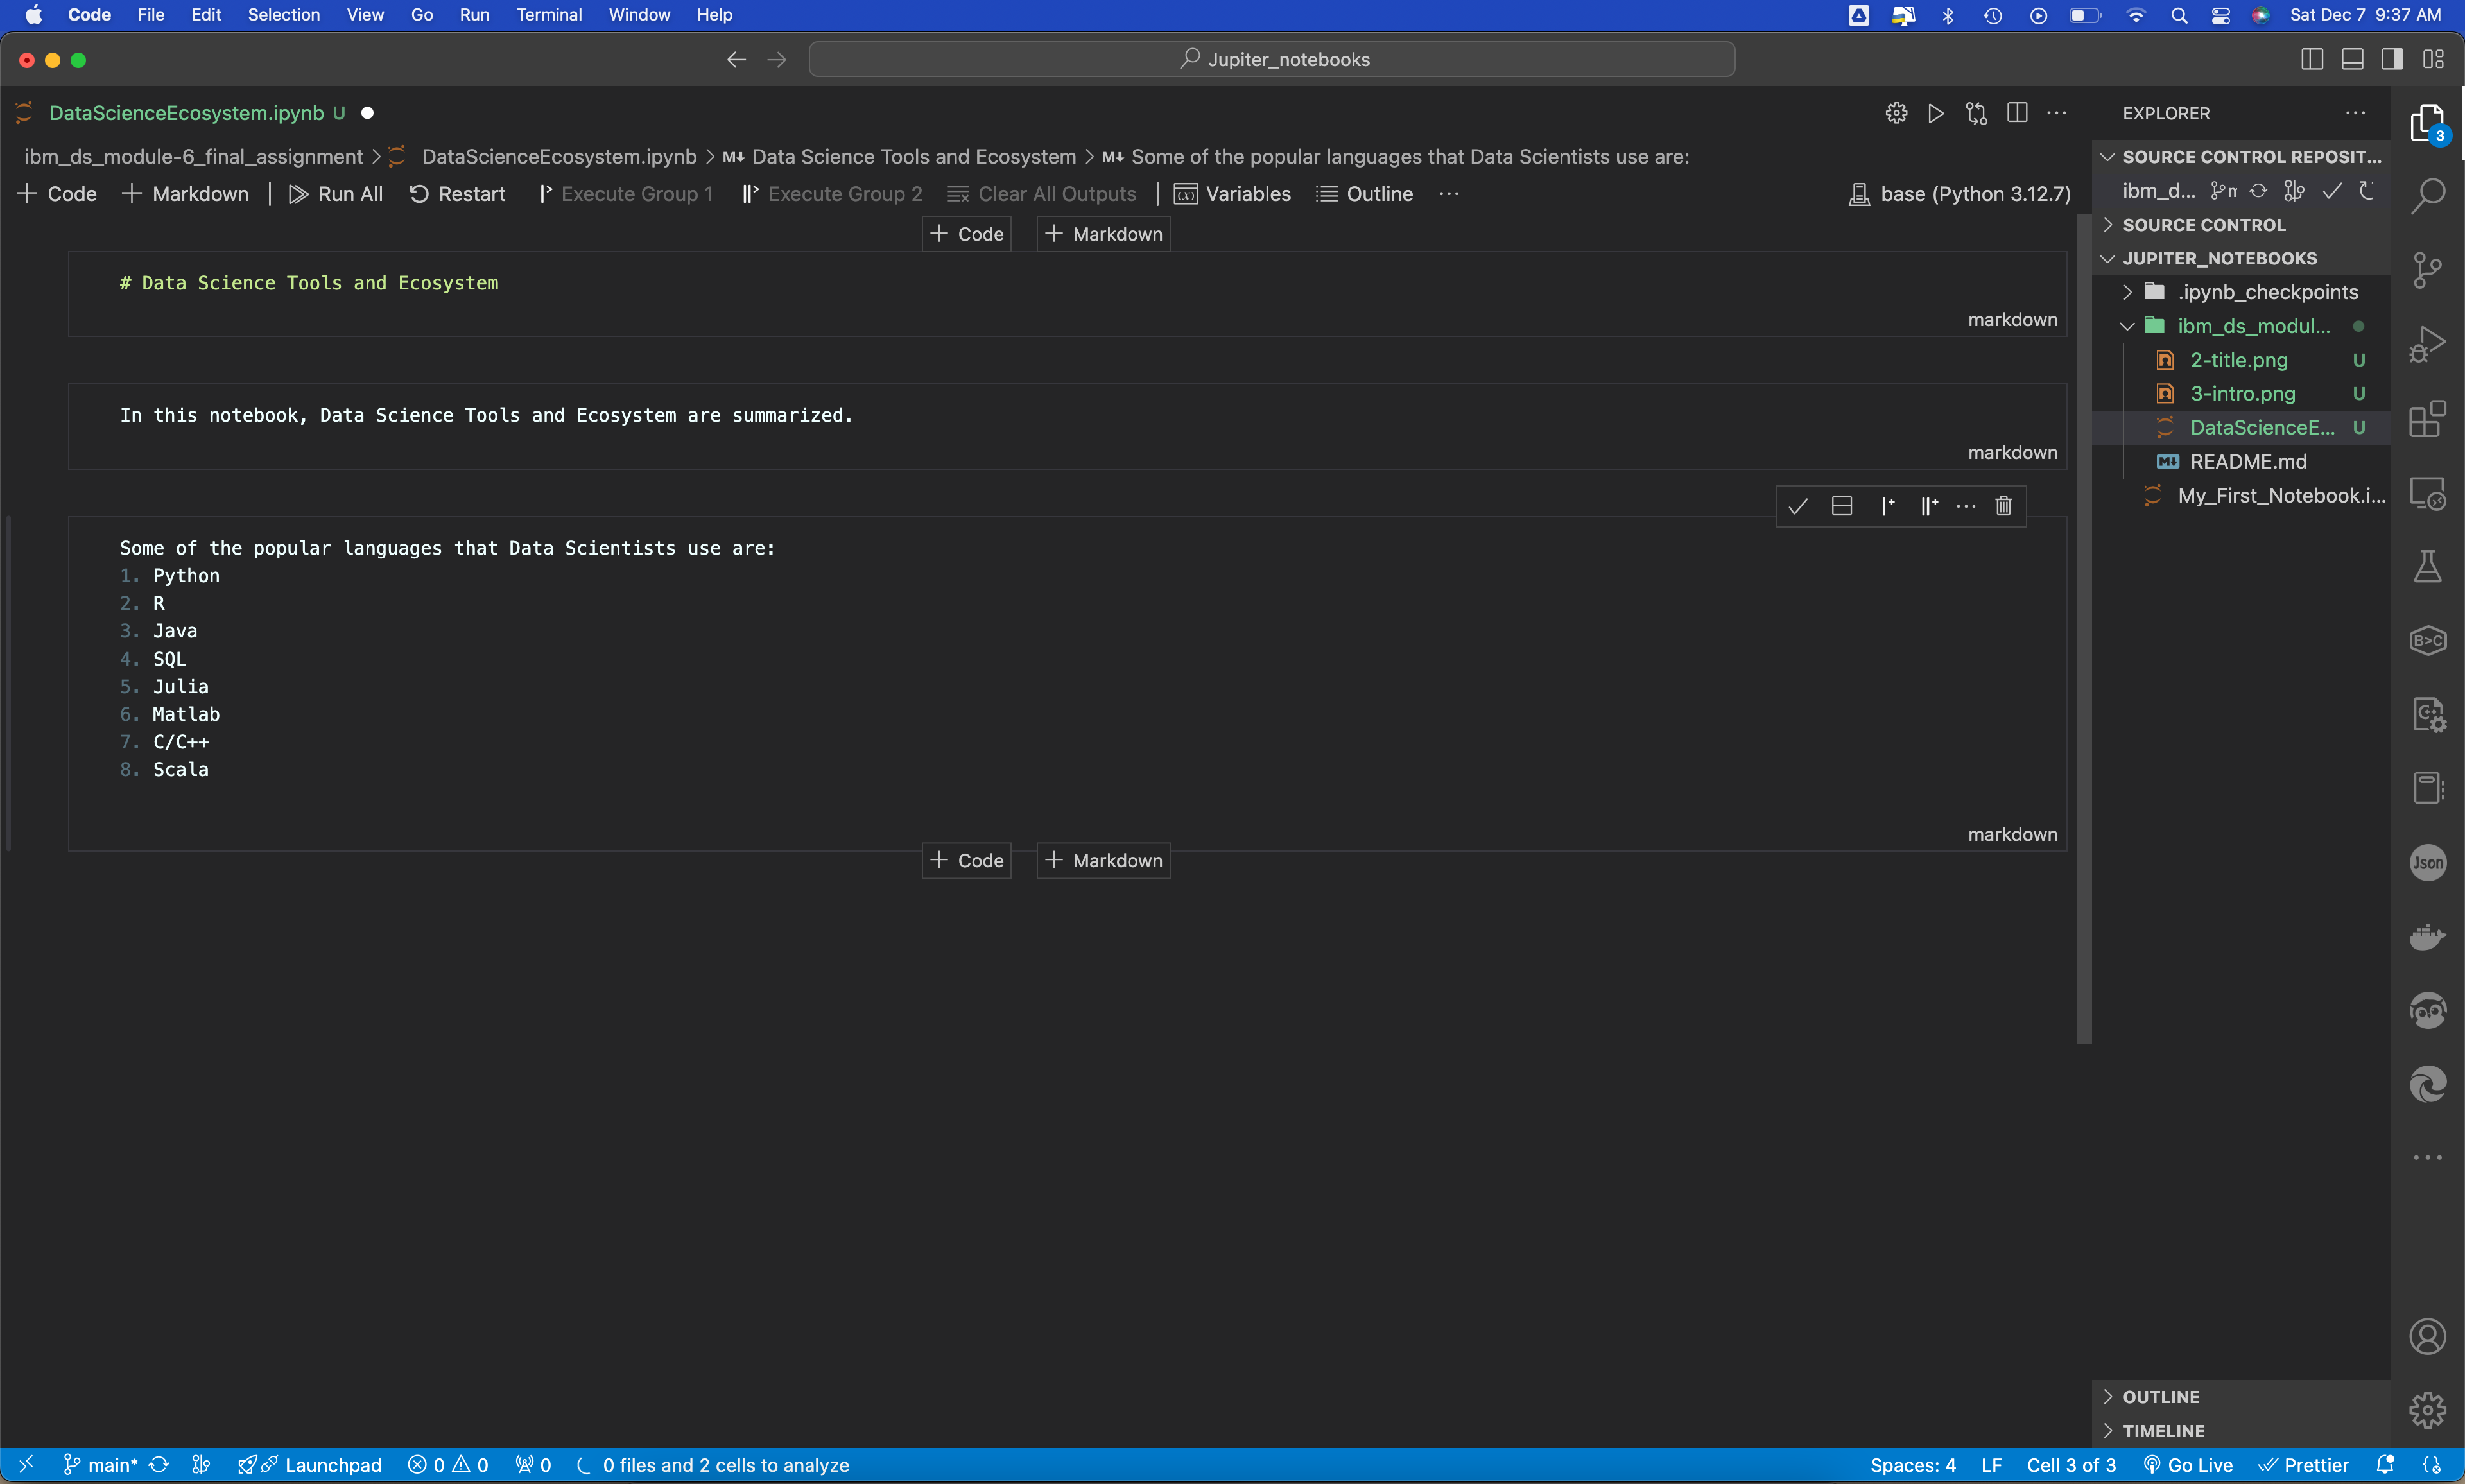 Code File Edit Selection View Go Run Terminal Window Help Sat Dec 7 9:37 AM
Jupiter_notebooks
DataScienceEcosystem.ipynb U
ibm_ds_module-6_final_assignment > DataScienceEcosystem.ipynb > M↓ Data Science Tools and Ecosystem > M↓ Some of the popular languages that Data Scientists use are:
+ Code + Markdown | Run All Restart Execute Group 1 Execute Group 2 Clear All Outputs | Variables Outline ... base (Python 3.12.7)
+ Code + Markdown
# Data Science Tools and Ecosystem
markdown
In this notebook, Data Science Tools and Ecosystem are summarized.
markdown
Some of the popular languages that Data Scientists use are:
1. Python
2. R
3. Java
4. SQL
5. Julia
6. Matlab
7. C/C++
8. Scala
markdown
+ Code + Markdown
EXPLORER
SOURCE CONTROL REPOSIT...
ibm_d... m
SOURCE CONTROL
JUPITER_NOTEBOOKS
.ipynb_checkpoints
ibm_ds_modul...
2-title.png U
3-intro.png U
DataScienceE... U
README.md
My_First_Notebook.i...
OUTLINE
TIMELINE
3
B>C
C++
Json
main* Launchpad 0 0 0 0 files and 2 cells to analyze Spaces: 4 LF Cell 3 of 3 Go Live Prettier